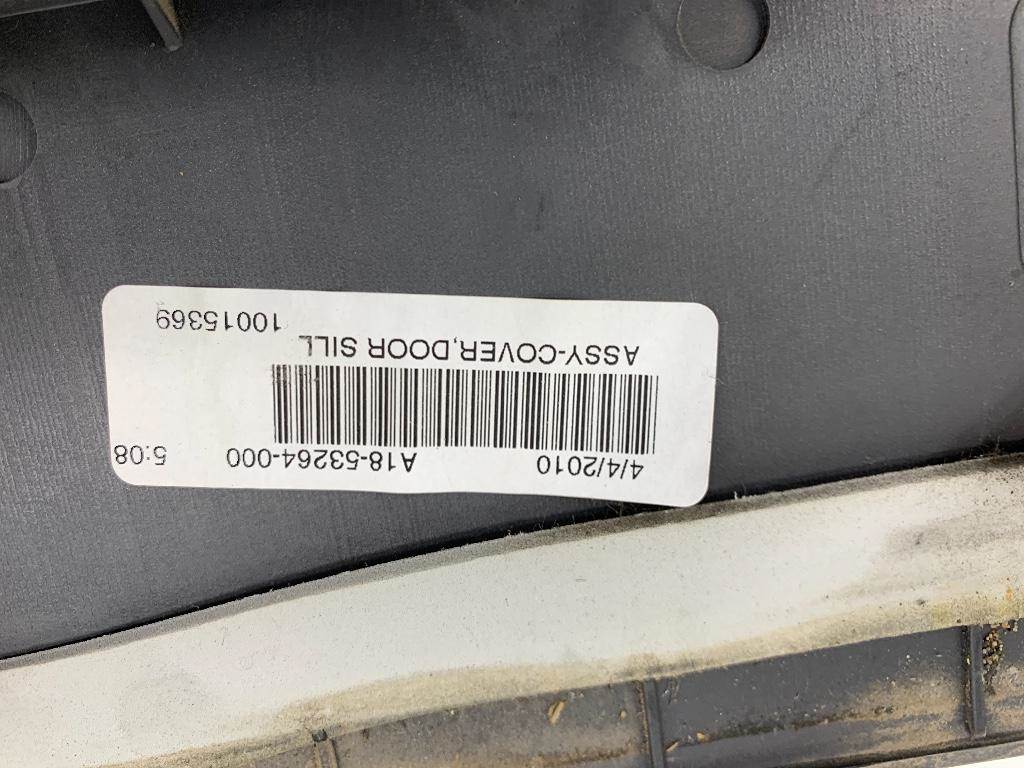 4/4/2010 A18-53264-000 5:08
ASSY-COVER,DOOR SILL
10015369